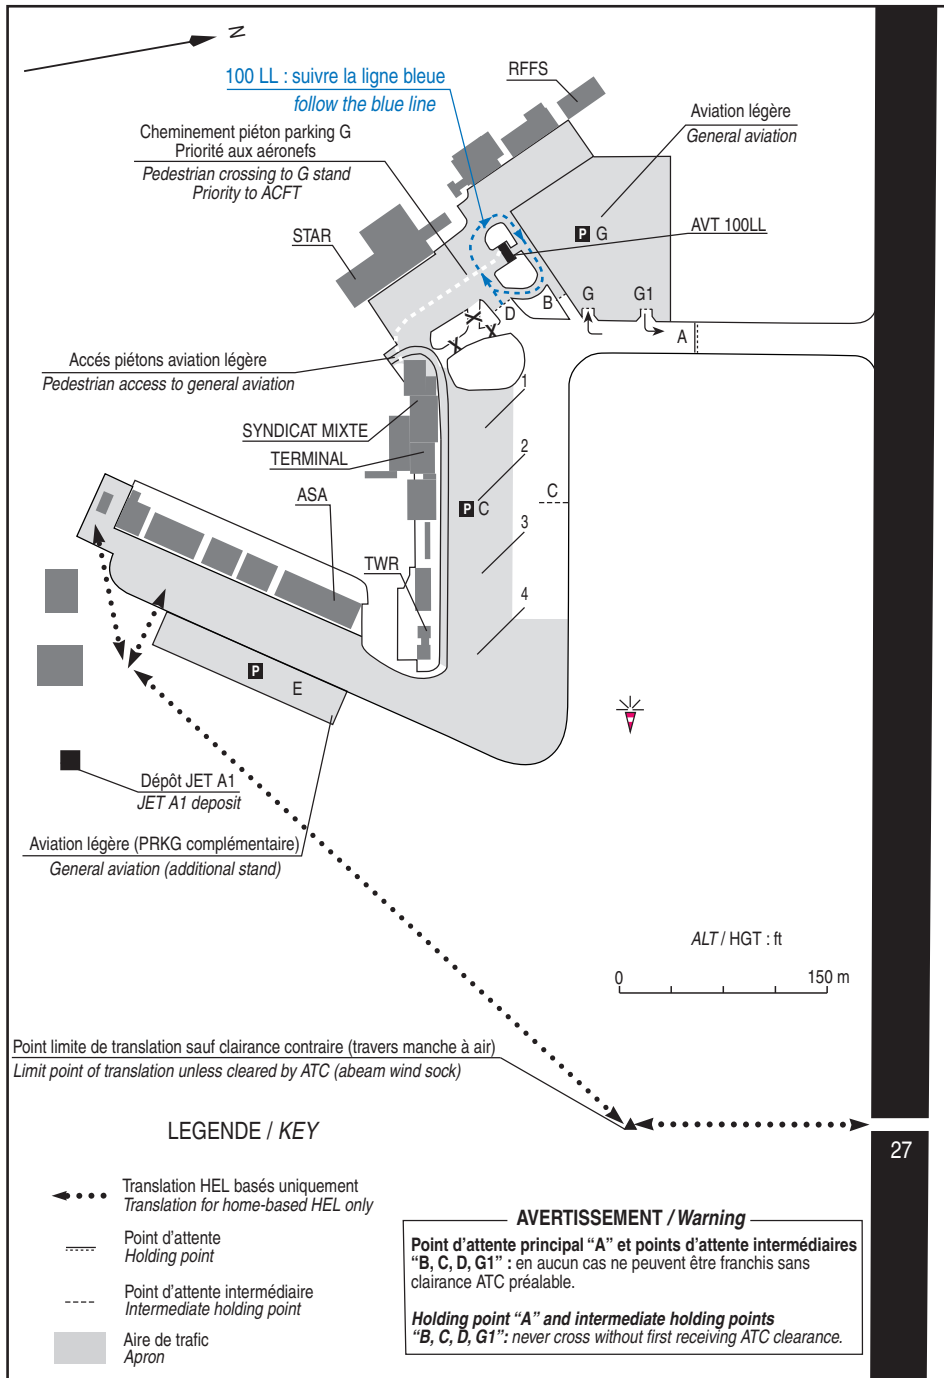 N
100 LL : suivre la ligne bleue
follow the blue line
RFFS
Cheminement piéton parking G
Priorité aux aéronefs
Pedestrian crossing to G stand
Priority to ACFT
Aviation légère
General aviation
STAR
P G
AVT 100LL
D
B
G
G1
A
Accés piétons aviation légère
Pedestrian access to general aviation
1
SYNDICAT MIXTE
TERMINAL
2
ASA
P C
C
3
TWR
4
P
E
Dépôt JET A1
JET A1 deposit
Aviation légère (PRKG complémentaire)
General aviation (additional stand)
ALT / HGT : ft
0
150 m
Point limite de translation sauf clairance contraire (travers manche à air)
Limit point of translation unless cleared by ATC (abeam wind sock)
27
LEGENDE / KEY
Translation HEL basés uniquement
Translation for home-based HEL only
Point d'attente
Holding point
Point d'attente intermédiaire
Intermediate holding point
Aire de trafic
Apron
AVERTISSEMENT / Warning
Point d'attente principal “A” et points d'attente intermédiaires
“B, C, D, G1” : en aucun cas ne peuvent être franchis sans
clairance ATC préalable.
Holding point “A” and intermediate holding points
“B, C, D, G1”: never cross without first receiving ATC clearance.